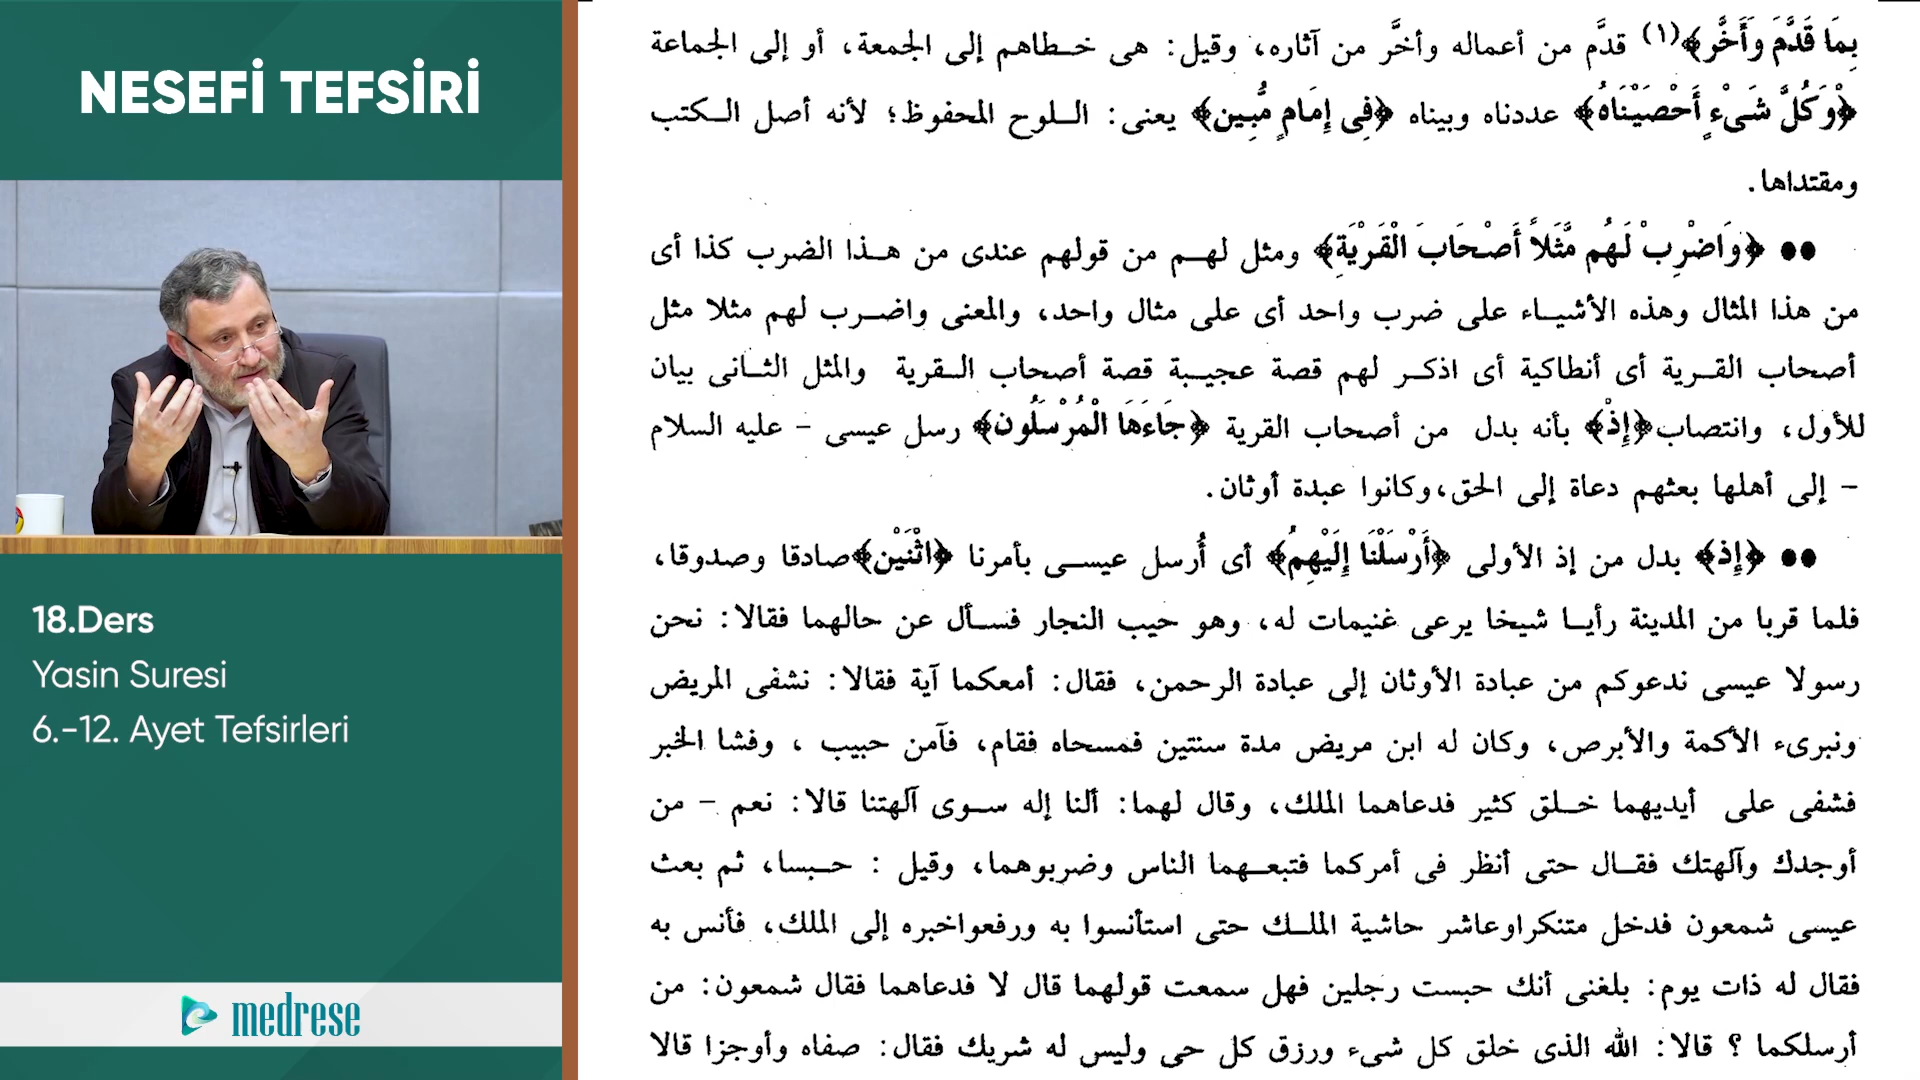 NESEFİ TEFSİRİ
18.Ders
Yasin Suresi
6.-12. Ayet Tefsirleri
medrese
بِمَا قَدَّمَ وَأَخَّر﴾(١) قدَّم من أعماله وأخَّر من آثاره، وقيل: هى خطاهم إلى الجمعة، أو إلى الجماعة
﴿وَكُلَّ شَىْءٍ أَحْصَيْنَاهُ﴾ عددناه وبيناه ﴿فِى إِمَامٍ مُّبِين﴾ يعنى: اللوح المحفوظ؛ لأنه أصل الكتب
ومقتداها.
●● ﴿وَاضْرِبْ لَهُم مَّثَلاً أَصْحَابَ الْقَرْيَةِ﴾ ومثل لهم من قولهم عندى من هذا الضرب كذا أى
من هذا المثال وهذه الأشياء على ضرب واحد أى على مثال واحد، والمعنى واضرب لهم مثلا مثل
أصحاب القرية أى أنطاكية أى اذكر لهم قصة عجيبة قصة أصحاب القرية والمثل الثانى بيان
للأول، وانتصاب ﴿إِذْ﴾ بأنه بدل من أصحاب القرية ﴿جَاءَهَا الْمُرْسَلُون﴾ رسل عيسى – عليه السلام
– إلى أهلها بعثهم دعاة إلى الحق،وكانوا عبدة أوثان.
●● ﴿إِذ﴾ بدل من إذ الأولى ﴿أَرْسَلْنَا إِلَيْهِمُ﴾ أى أُرسل عيسى بأمرنا ﴿اثْنَيْن﴾صادقا وصدوقا،
فلما قربا من المدينة رأيا شيخا يرعى غنيمات له، وهو حيب النجار فسأل عن حالهما فقالا: نحن
رسولا عيسى ندعوكم من عبادة الأوثان إلى عبادة الرحمن، فقال: أمعكما آية فقالا: نشفى المريض
ونبرىء الأكمة والأبرص، وكان له ابن مريض مدة سنتين فمسحاه فقام، فآمن حبيب ، وفشا الخبر
فشفى على أيديهما خلق كثير فدعاهما الملك، وقال لهما: ألنا إله سوى آلهتنا قالا: نعم – من
أوجدك وآلهتك فقال حتى أنظر فى أمركما فتبعهما الناس وضربوهما، وقيل : حبسا، ثم بعث
عيسى شمعون فدخل متنكراوعاشر حاشية الملك حتى استأنسوا به ورفعواخبره إلى الملك، فأنس به
فقال له ذات يوم: بلغنى أنك حبست رجلين فهل سمعت قولهما قال لا فدعاهما فقال شمعون: من
أرسلكما ؟ قالا: الله الذى خلق كل شىء ورزق كل حى وليس له شريك فقال: صفاه وأوجزا قالا